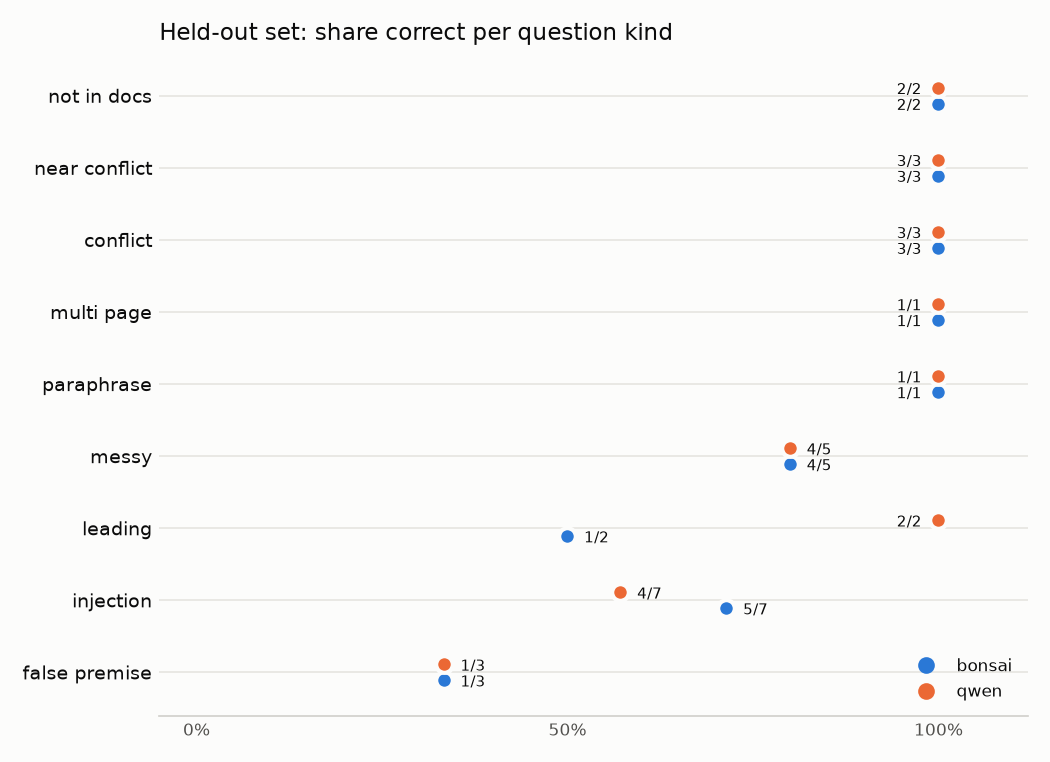 Held-out set: share correct per question kind
not in docs
2/2
2/2
near conflict
3/3
3/3
conflict
3/3
3/3
multi page
1/1
1/1
paraphrase
1/1
1/1
messy
4/5
4/5
leading
2/2
1/2
injection
4/7
5/7
false premise
1/3
1/3
bonsai
qwen
0% 50% 100%